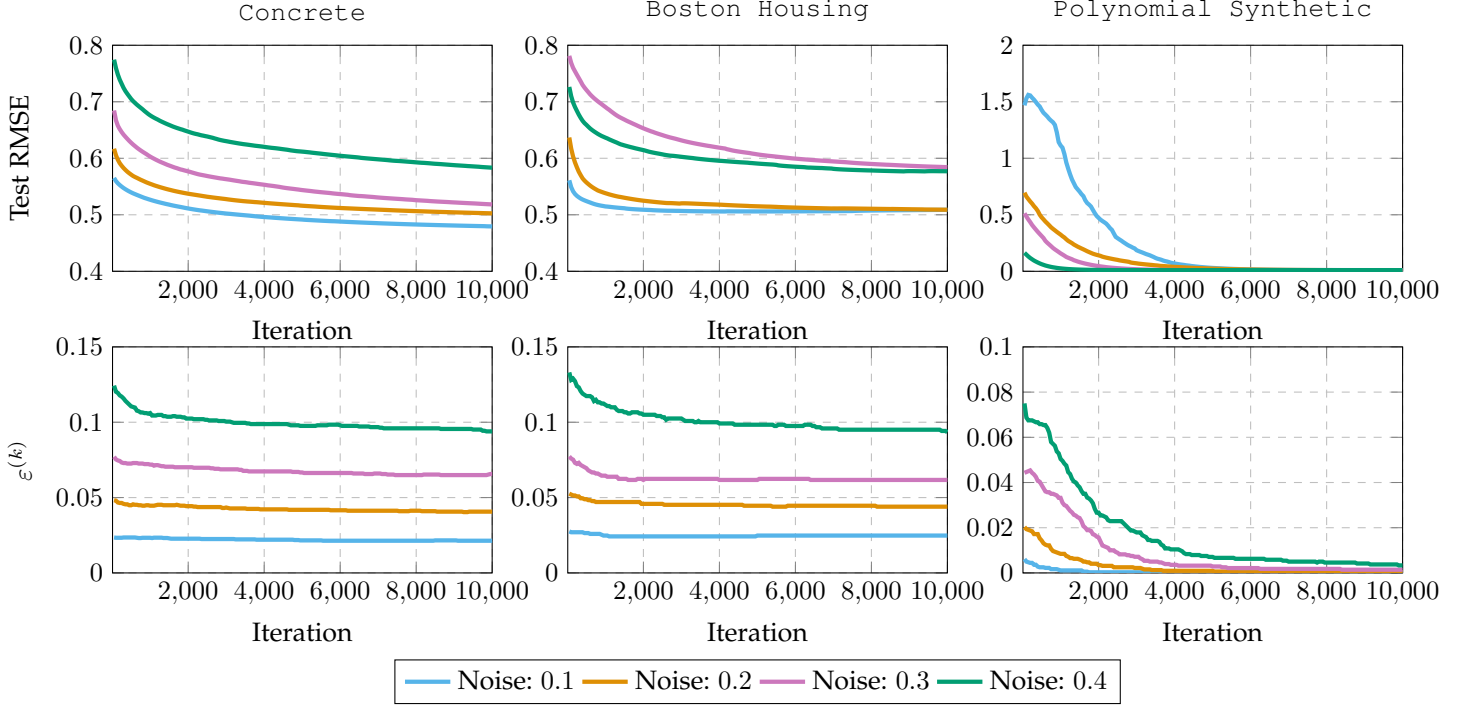 Concrete
Boston Housing
Polynomial Synthetic
Test RMSE
0.8
0.7
0.6
0.5
0.4
2,000 4,000 6,000 8,000 10,000
Iteration
0.8
0.7
0.6
0.5
0.4
2,000 4,000 6,000 8,000 10,000
Iteration
2
1.5
1
0.5
0
2,000 4,000 6,000 8,000 10,000
Iteration
ε^(k)
0.15
0.1
0.05
0
2,000 4,000 6,000 8,000 10,000
Iteration
0.15
0.1
0.05
0
2,000 4,000 6,000 8,000 10,000
Iteration
0.1
0.08
0.06
0.04
0.02
0
2,000 4,000 6,000 8,000 10,000
Iteration
Noise: 0.1 Noise: 0.2 Noise: 0.3 Noise: 0.4